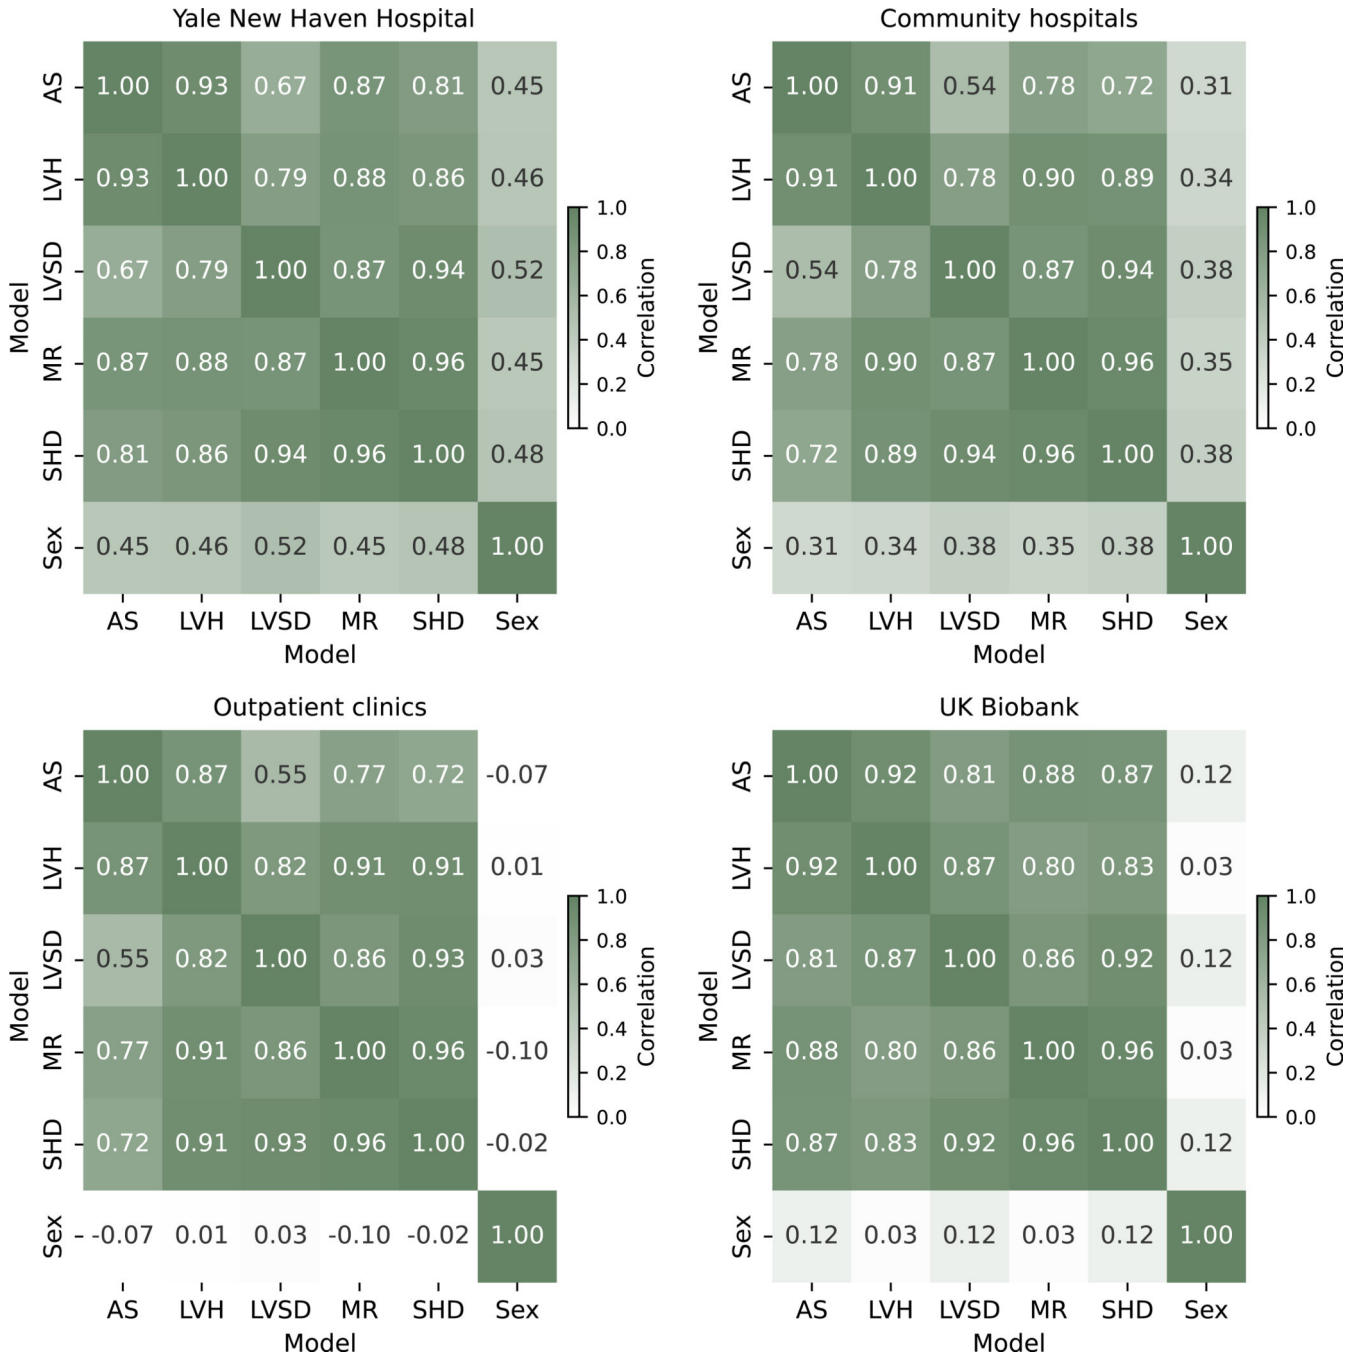 Yale New Haven Hospital
AS 1.00 0.93 0.67 0.87 0.81 0.45
LVH 0.93 1.00 0.79 0.88 0.86 0.46
LVSD 0.67 0.79 1.00 0.87 0.94 0.52
MR 0.87 0.88 0.87 1.00 0.96 0.45
SHD 0.81 0.86 0.94 0.96 1.00 0.48
Sex 0.45 0.46 0.52 0.45 0.48 1.00
AS LVH LVSD MR SHD Sex
Model
Model
1.0
0.8
0.6
0.4
0.2
0.0
Correlation
Community hospitals
AS 1.00 0.91 0.54 0.78 0.72 0.31
LVH 0.91 1.00 0.78 0.90 0.89 0.34
LVSD 0.54 0.78 1.00 0.87 0.94 0.38
MR 0.78 0.90 0.87 1.00 0.96 0.35
SHD 0.72 0.89 0.94 0.96 1.00 0.38
Sex 0.31 0.34 0.38 0.35 0.38 1.00
AS LVH LVSD MR SHD Sex
Model
Model
1.0
0.8
0.6
0.4
0.2
0.0
Correlation
Outpatient clinics
AS 1.00 0.87 0.55 0.77 0.72 -0.07
LVH 0.87 1.00 0.82 0.91 0.91 0.01
LVSD 0.55 0.82 1.00 0.86 0.93 0.03
MR 0.77 0.91 0.86 1.00 0.96 -0.10
SHD 0.72 0.91 0.93 0.96 1.00 -0.02
Sex -0.07 0.01 0.03 -0.10 -0.02 1.00
AS LVH LVSD MR SHD Sex
Model
Model
1.0
0.8
0.6
0.4
0.2
0.0
Correlation
UK Biobank
AS 1.00 0.92 0.81 0.88 0.87 0.12
LVH 0.92 1.00 0.87 0.80 0.83 0.03
LVSD 0.81 0.87 1.00 0.86 0.92 0.12
MR 0.88 0.80 0.86 1.00 0.96 0.03
SHD 0.87 0.83 0.92 0.96 1.00 0.12
Sex 0.12 0.03 0.12 0.03 0.12 1.00
AS LVH LVSD MR SHD Sex
Model
Model
1.0
0.8
0.6
0.4
0.2
0.0
Correlation